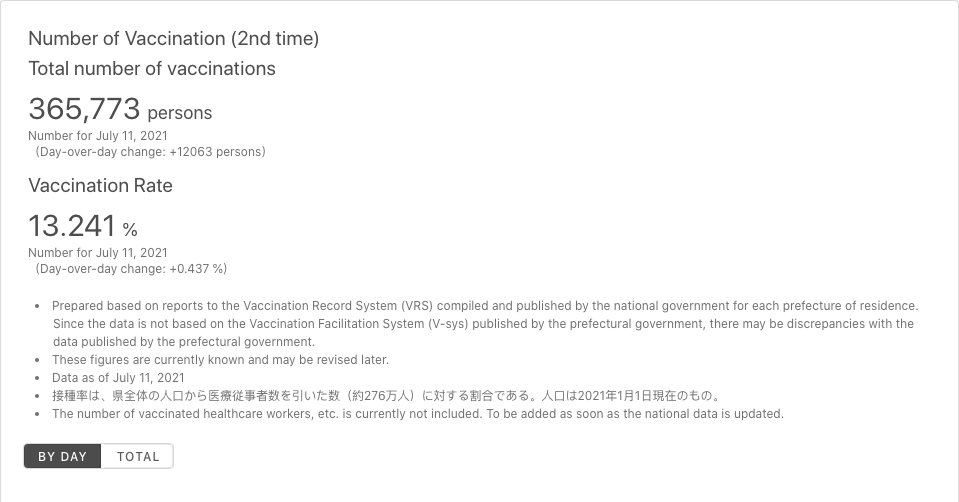 Number of Vaccination (2nd time)
Total number of vaccinations
365,773 persons
Number for July 11, 2021
（Day-over-day change: +12063 persons）
Vaccination Rate
13.241 %
Number for July 11, 2021
（Day-over-day change: +0.437 %）
• Prepared based on reports to the Vaccination Record System (VRS) compiled and published by the national government for each prefecture of residence.
Since the data is not based on the Vaccination Facilitation System (V-sys) published by the prefectural government, there may be discrepancies with the
data published by the prefectural government.
• These figures are currently known and may be revised later.
• Data as of July 11, 2021
• 接種率は、県全体の人口から医療従事者数を引いた数（約276万人）に対する割合である。人口は2021年1月1日現在のもの。
• The number of vaccinated healthcare workers, etc. is currently not included. To be added as soon as the national data is updated.
BY DAY TOTAL